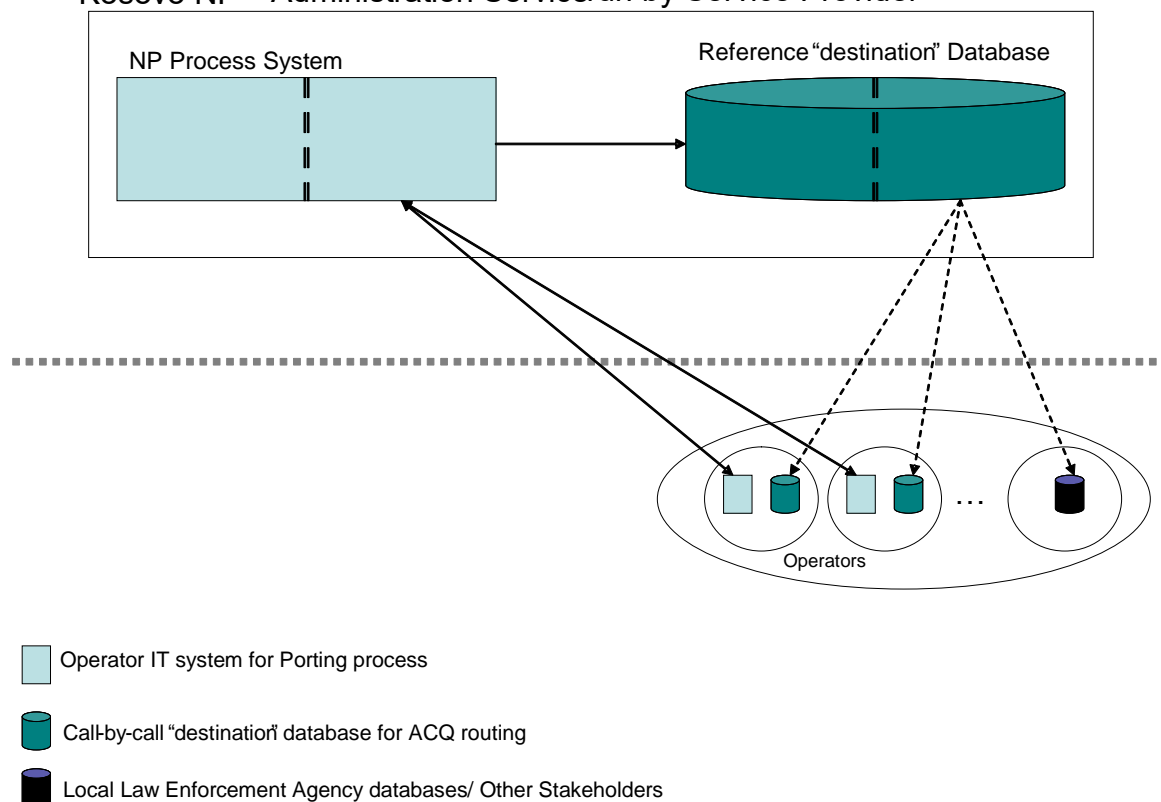 NP Administration Service run by Service Provider
NP Process System
Reference “destination” Database
...
Operators
Operator IT system for Porting process
Call-by-call “destination” database for ACQ routing
Local Law Enforcement Agency databases/ Other Stakeholders